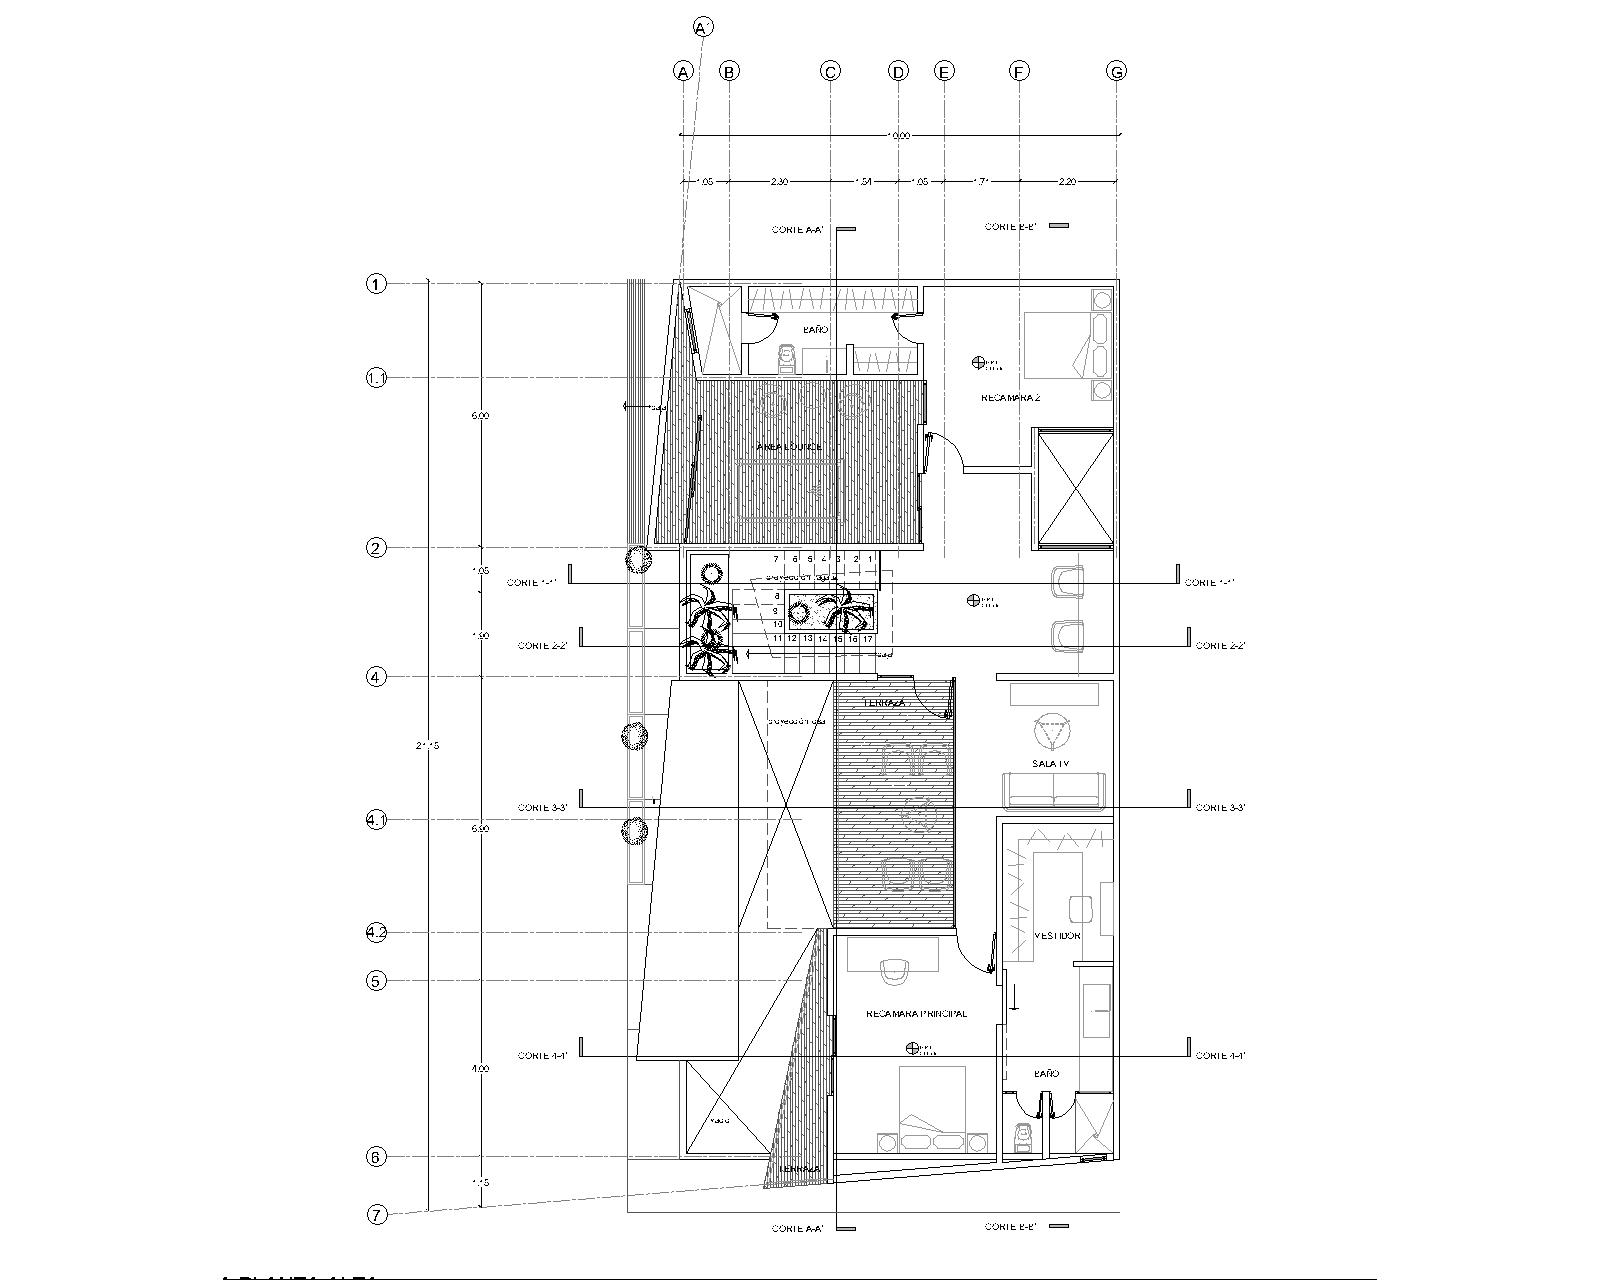 A'
A B C D E F G
10.00
1.05 2.30 1.54 1.05 1.71 2.20
CORTE A-A' CORTE B-B'
1
BAÑO
1.1
RECAMARA 2
6.00
AREA LOUNGE
2
7 6 5 4 3 2 1
1.05
CORTE 1-1' CORTE 1-1'
8
9
10
1.90
11 12 13 14 15 16 17
CORTE 2-2' CORTE 2-2'
4
TERRAZA
proyección losa
21.15
SALA TV
CORTE 3-3' CORTE 3-3'
4.1
6.90
4.2
VESTIDOR
5
RECAMARA PRINCIPAL
CORTE 4-4' CORTE 4-4'
4.00
BAÑO
vacio
6
TERRAZA
1.15
7
CORTE A-A' CORTE B-B'